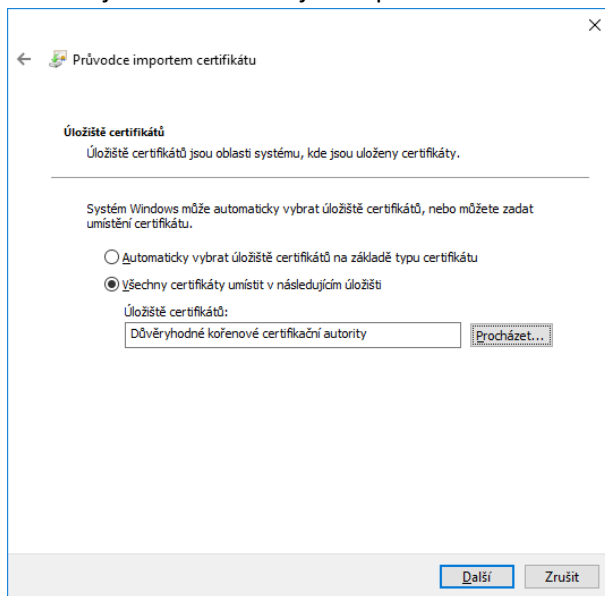 Průvodce importem certifikátu
Úložiště certifikátů
Úložiště certifikátů jsou oblasti systému, kde jsou uloženy certifikáty.
Systém Windows může automaticky vybrat úložiště certifikátů, nebo můžete zadat
umístění certifikátu.
Automaticky vybrat úložiště certifikátů na základě typu certifikátu
Všechny certifikáty umístit v následujícím úložišti
Úložiště certifikátů:
Důvěryhodné kořenové certifikační autority
Procházet...
Další
Zrušit